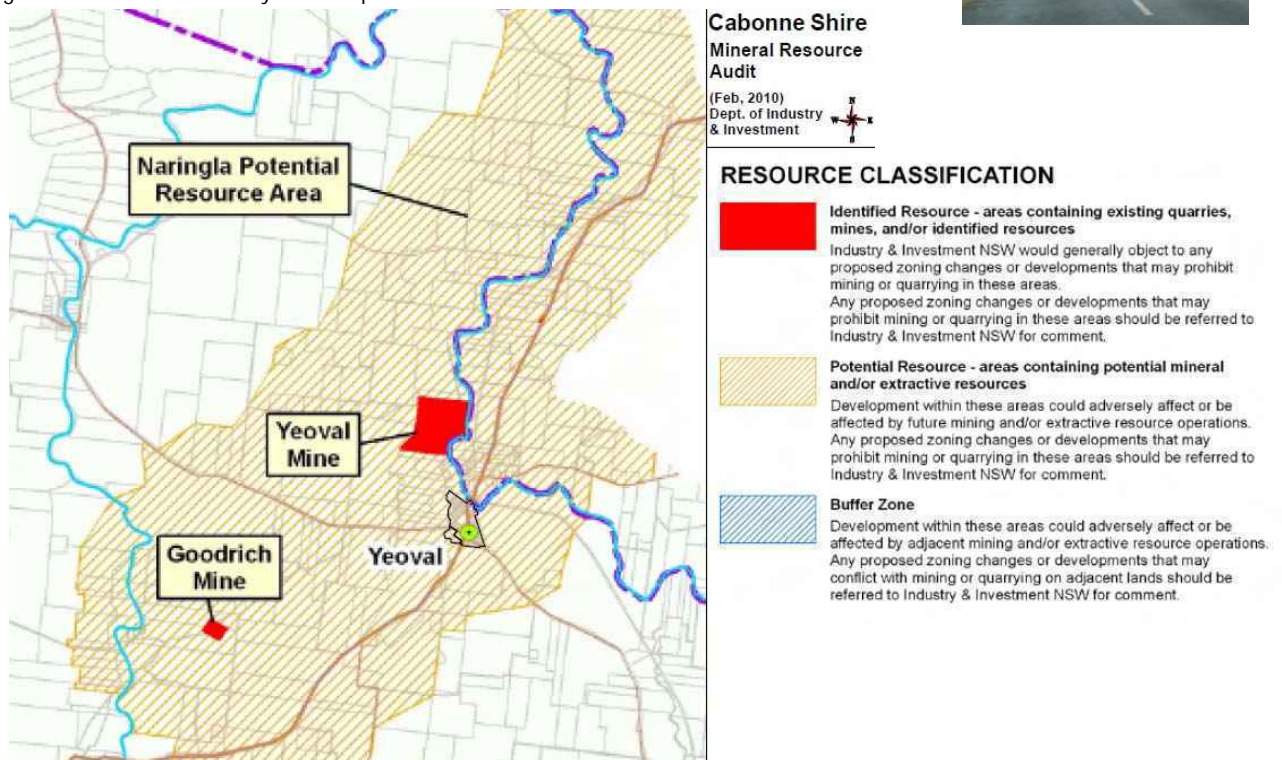 Cabonne Shire
Mineral Resource
Audit
(Feb, 2010)
Dept. of Industry
& Investment
N
W
E
S
Naringla Potential
Resource Area
Yeoval
Mine
Yeoval
Goodrich
Mine
RESOURCE CLASSIFICATION
Identified Resource - areas containing existing quarries,
mines, and/or identified resources
Industry & Investment NSW would generally object to any
proposed zoning changes or developments that may prohibit
mining or quarrying in these areas.
Any proposed zoning changes or developments that may
prohibit mining or quarrying in these areas should be referred to
Industry & Investment NSW for comment.
Potential Resource - areas containing potential mineral
and/or extractive resources
Development within these areas could adversely affect or be
affected by future mining and/or extractive resource operations.
Any proposed zoning changes or developments that may
prohibit mining or quarrying in these areas should be referred to
Industry & Investment NSW for comment.
Buffer Zone
Development within these areas could adversely affect or be
affected by adjacent mining and/or extractive resource operations.
Any proposed zoning changes or developments that may
conflict with mining or quarrying on adjacent lands should be
referred to Industry & Investment NSW for comment.